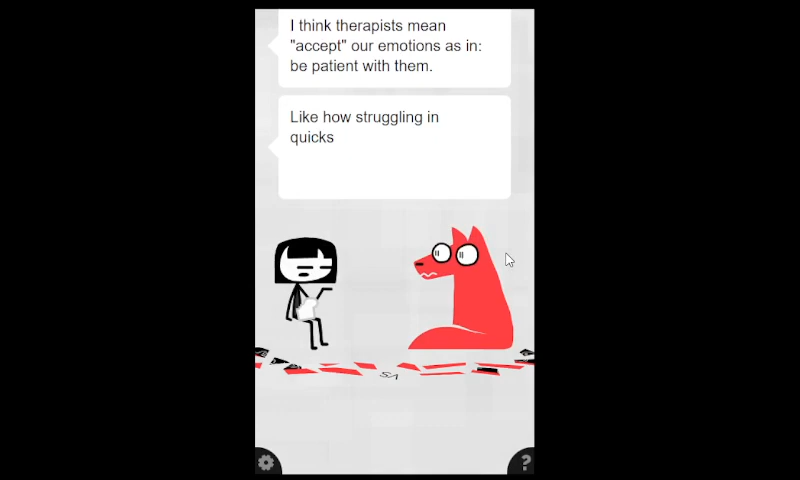 I think therapists mean
"accept" our emotions as in:
be patient with them.
Like how struggling in
quicks
?